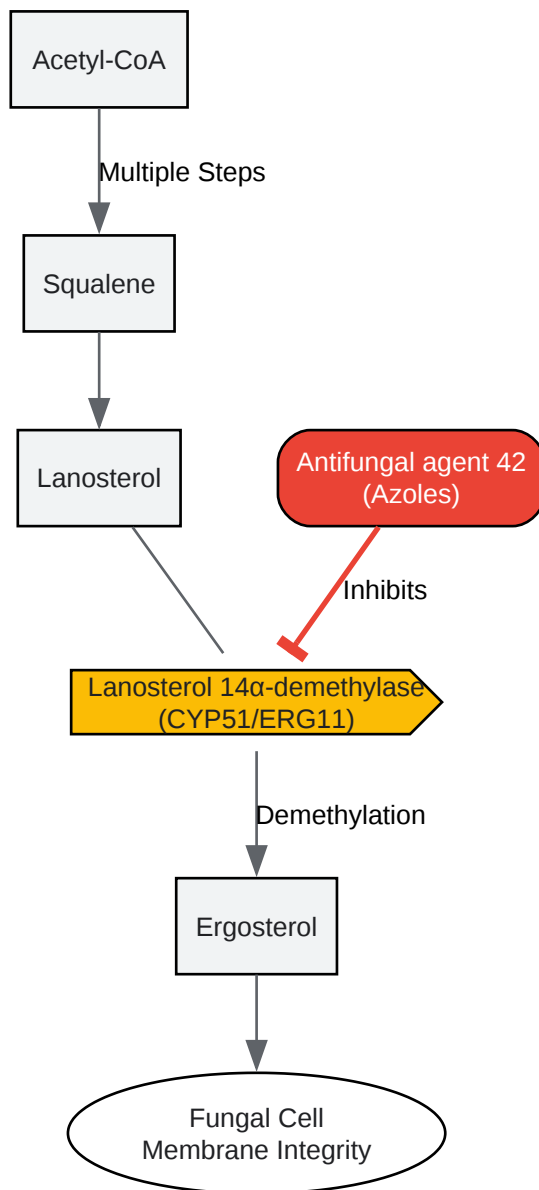 Acetyl-CoA
Multiple Steps
Squalene
Lanosterol
Antifungal agent 42
(Azoles)
Inhibits
Lanosterol 14α-demethylase
(CYP51/ERG11)
Demethylation
Ergosterol
Fungal Cell
Membrane Integrity